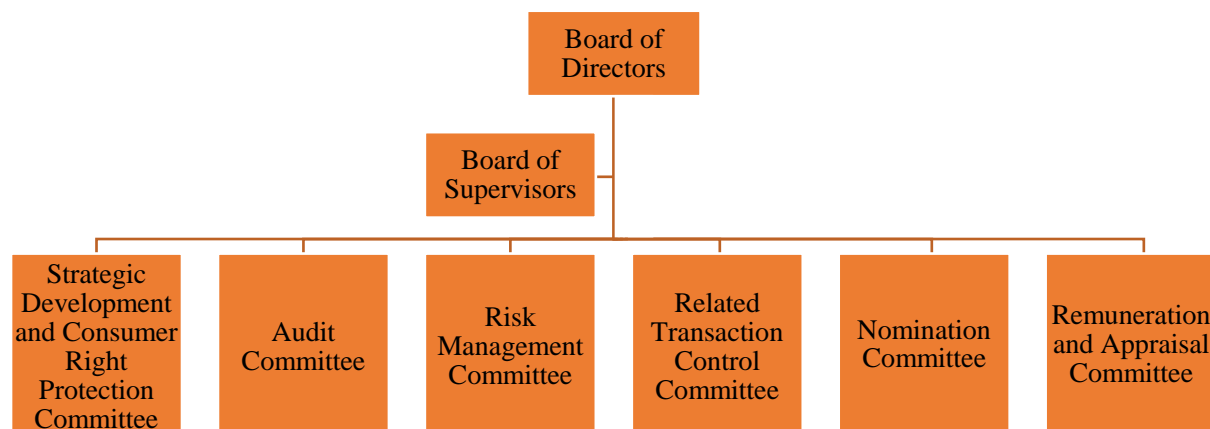 Board of
Directors
Board of
Supervisors
Strategic
Development
and Consumer
Right
Protection
Committee
Audit
Committee
Risk
Management
Committee
Related
Transaction
Control
Committee
Nomination
Committee
Remuneration
and Appraisal
Committee